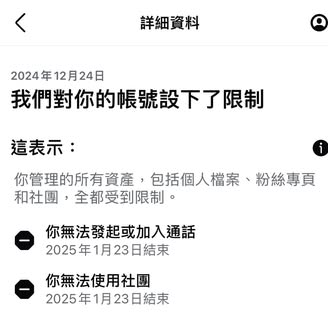 詳細資料
2024年12月24日
我們對你的帳號設下了限制
這表示：
你管理的所有資產，包括個人檔案、粉絲專頁
和社團，全都受到限制。
你無法發起或加入通話
2025年1月23日結束
你無法使用社團
2025年1月23日結束